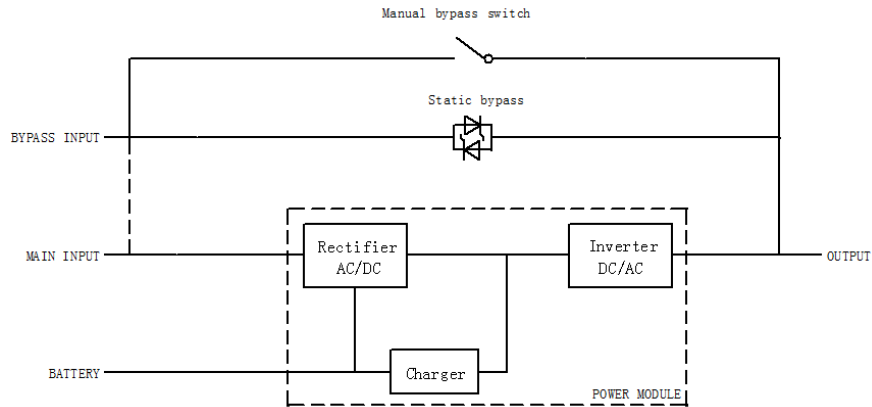 Manual bypass switch
Static bypass
BYPASS INPUT
MAIN INPUT
Rectifier
AC/DC
Inverter
DC/AC
OUTPUT
BATTERY
Charger
POWER MODULE